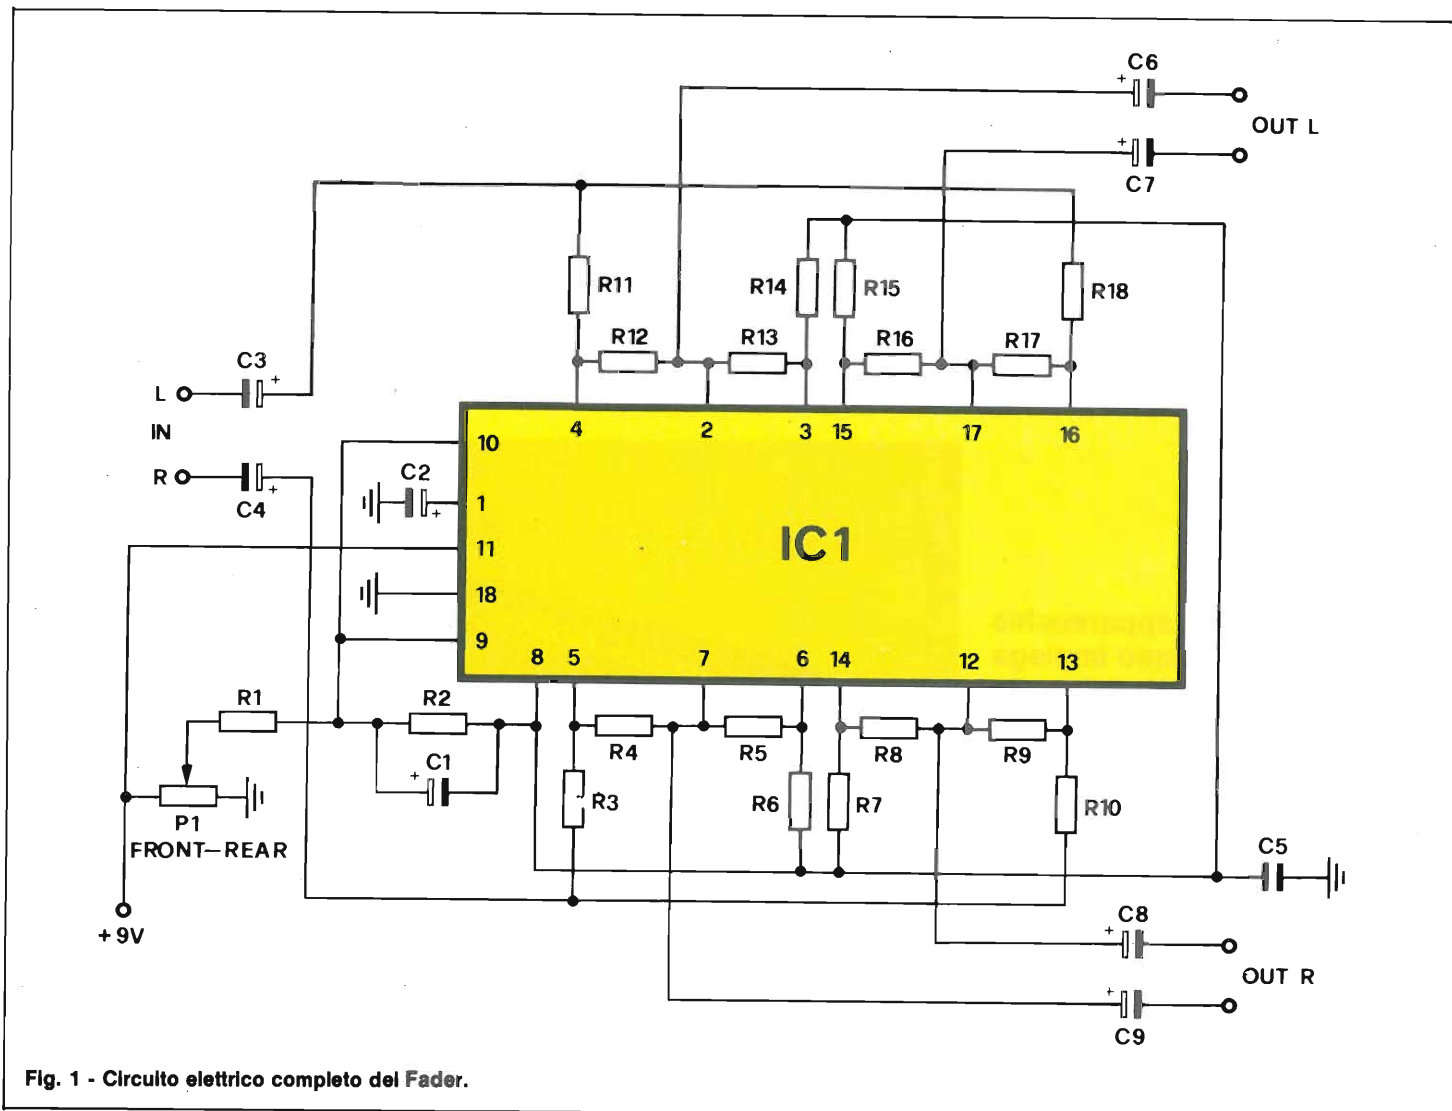 C6
OUT L
C7
R11
R14
R15
R18
R12
R13
R16
R17
C3
L
IN
R
C4
4
2
3
15
17
16
10
C2
1
11
18
9
IC1
8
5
7
6
14
12
13
R1
R2
R4
R5
R8
R9
C1
R3
R6
R7
R10
P1
FRONT-REAR
+9V
C5
C8
OUT R
C9
Fig. 1 - Circuito elettrico completo del Fader.